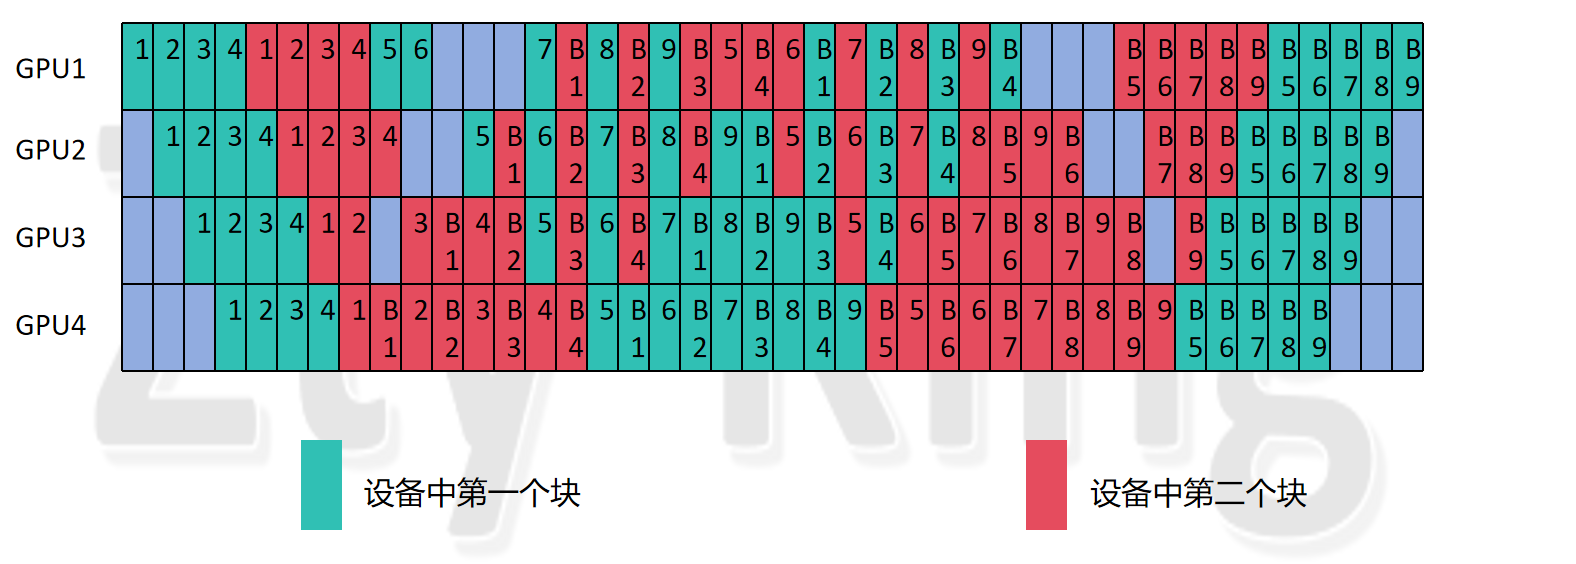 GPU1 1 2 3 4 1 2 3 4 5 6 7 B1 8 B2 9 B3 5 B4 6 B1 7 B2 8 B3 9 B4 B5 B6 B7 B8 B9 B5 B6 B7 B8 B9
GPU2 1 2 3 4 1 2 3 4 5 B1 6 B2 7 B3 8 B4 9 B1 5 B2 6 B3 7 B4 8 B5 9 B6 B7 B8 B9 B5 B6 B7 B8 B9
GPU3 1 2 3 4 1 2 3 B1 4 B2 5 B3 6 B4 7 B1 8 B2 9 B3 5 B4 6 B5 7 B6 8 B7 9 B8 B9 B5 B6 B7 B8 B9
GPU4 1 2 3 4 1 B1 2 B2 3 B3 4 B4 5 B1 6 B2 7 B3 8 B4 9 B5 5 B6 6 B7 7 B8 8 B9 9 B5 B6 B7 B8 B9
设备中第一个块
设备中第二个块